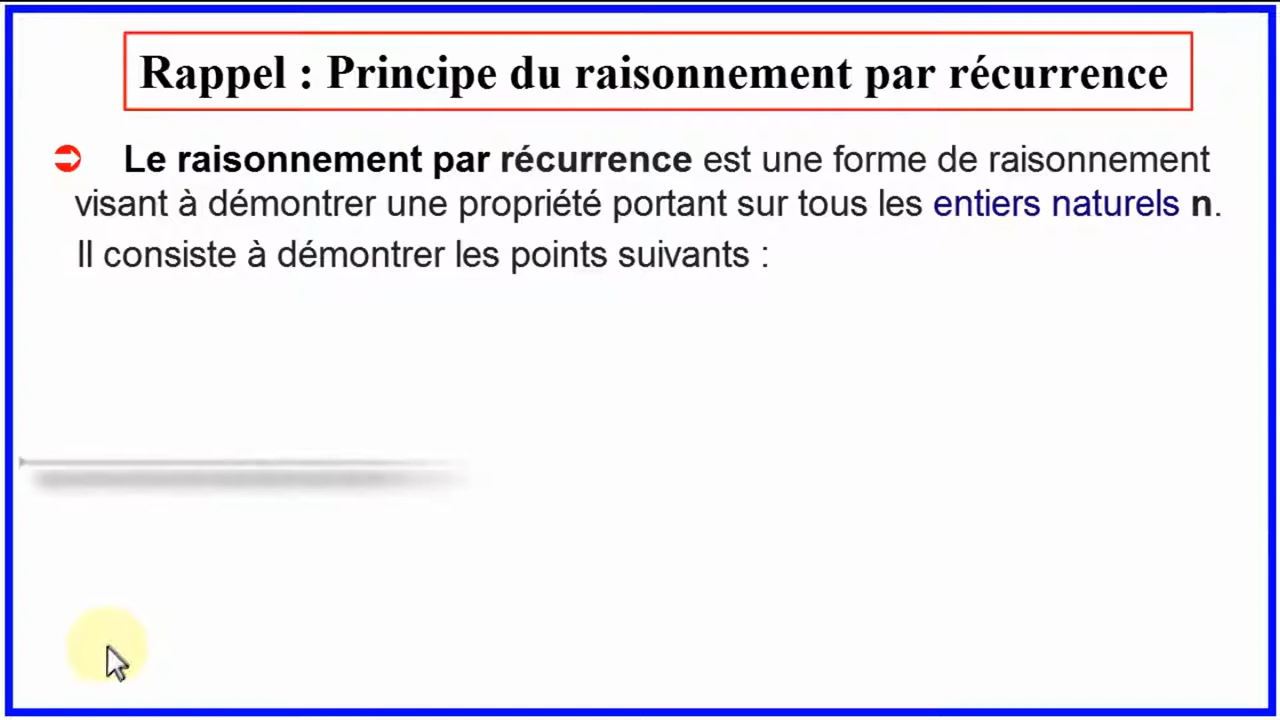 Rappel : Principe du raisonnement par récurrence
Le raisonnement par récurrence est une forme de raisonnement
visant à démontrer une propriété portant sur tous les entiers naturels n.
Il consiste à démontrer les points suivants :